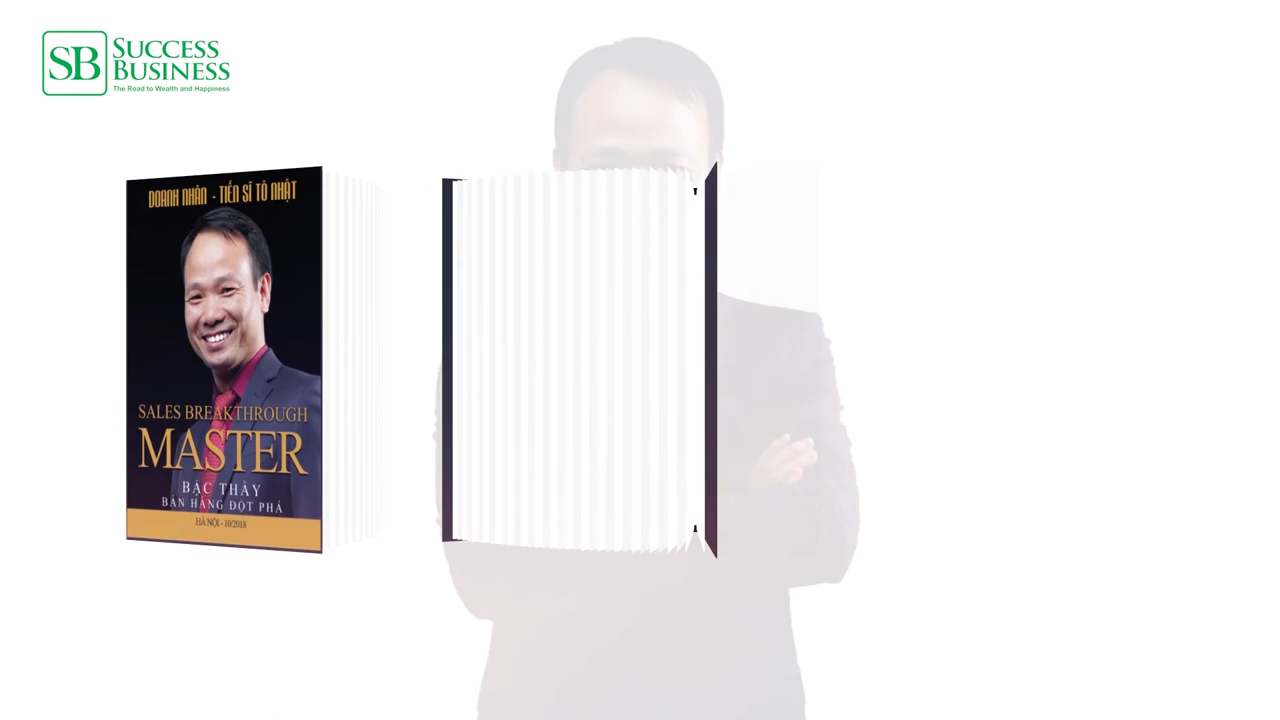 SB
SUCCESS
BUSINESS
The Road to Wealth and Happiness
DOANH NHÂN - TIẾN SĨ TÔ NHẬT
SALES BREAKTHROUGH
MASTER
BẬC THẦY
BÁN HÀNG ĐỘT PHÁ
HÀ NỘI - 10/2018